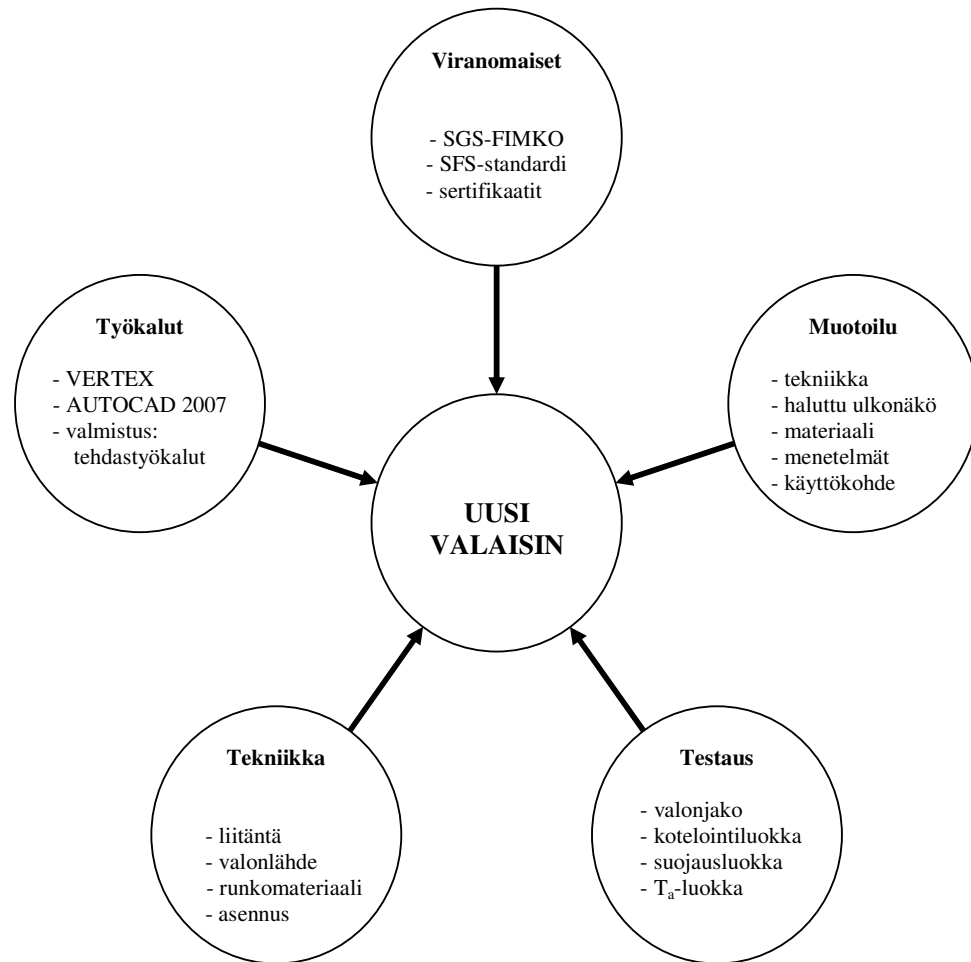 Viranomaiset
- SGS-FIMKO
- SFS-standardi
- sertifikaatit
Työkalut
- VERTEX
- AUTOCAD 2007
- valmistus:
tehdastyökalut
Muotoilu
- tekniikka
- haluttu ulkonäkö
- materiaali
- menetelmät
- käyttökohde
UUSI
VALAISIN
Tekniikka
- liitäntä
- valonlähde
- runkomateriaali
- asennus
Testaus
- valonjako
- kotelointiluokka
- suojausluokka
- Ta-luokka